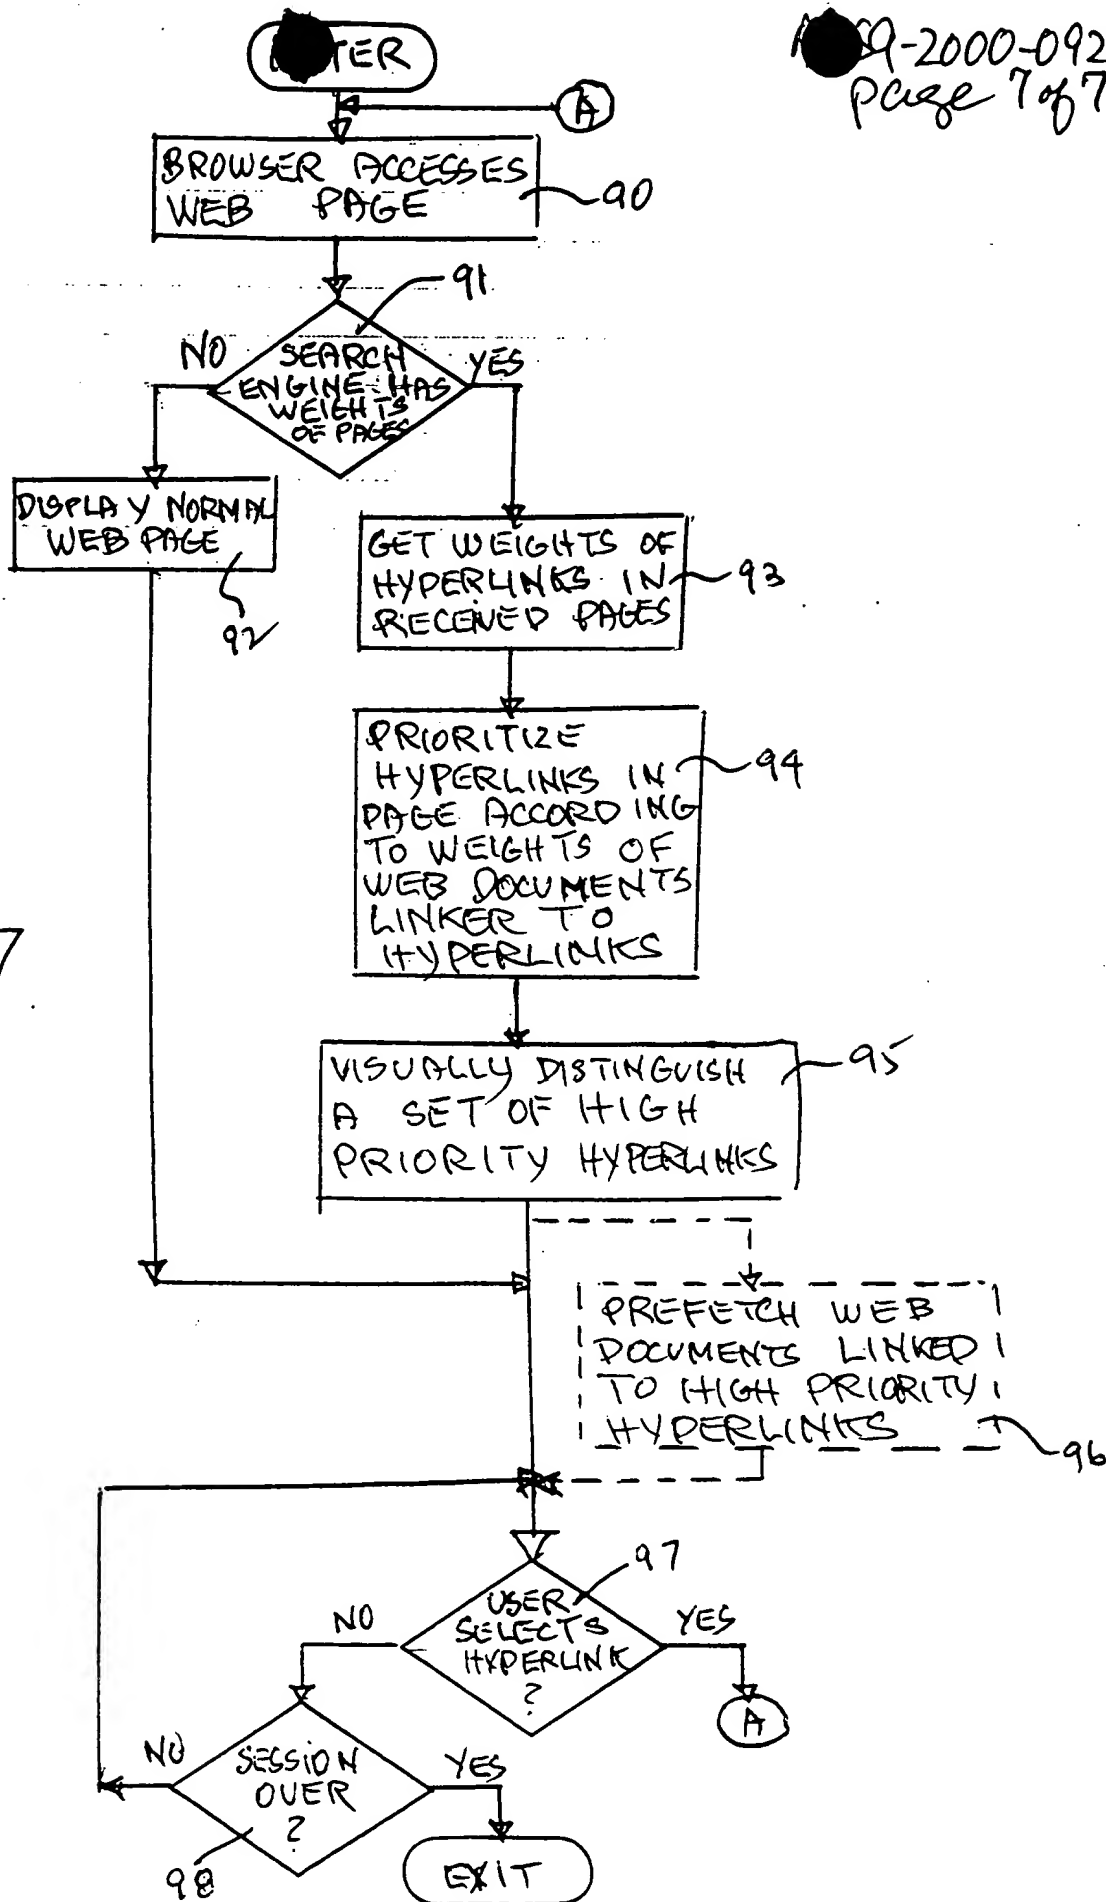 TER
9-2000-092
page 7 of 7
A
BROWSER ACCESSES
WEB PAGE
90
91
NO
YES
SEARCH
ENGINE HAS
WEIGHTS
OF PAGES
DISPLAY NORMAL
WEB PAGE
92
GET WEIGHTS OF
HYPERLINKS IN
RECEIVED PAGES
93
PRIORITIZE
HYPERLINKS IN
PAGE ACCORDING
TO WEIGHTS OF
WEB DOCUMENTS
LINKER TO
HYPERLINKS
94
7
VISUALLY DISTINGUISH
A SET OF HIGH
PRIORITY HYPERLINKS
95
PREFETCH WEB
DOCUMENTS LINKED
TO HIGH PRIORITY
HYPERLINKS
96
97
NO
YES
USER
SELECTS
HYPERLINK
?
A
NO
YES
SESSION
OVER
?
98
EXIT